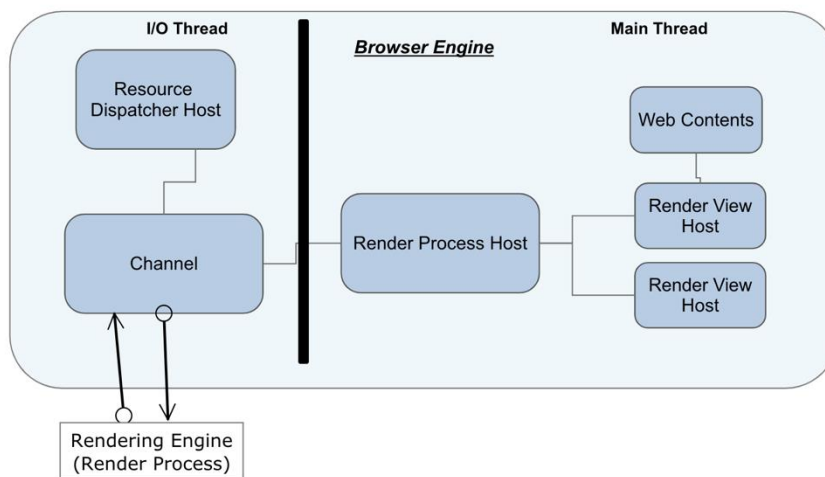 I/O Thread
Browser Engine
Main Thread
Resource
Dispatcher Host
Web Contents
Render View
Host
Channel
Render Process Host
Render View
Host
Rendering Engine
(Render Process)